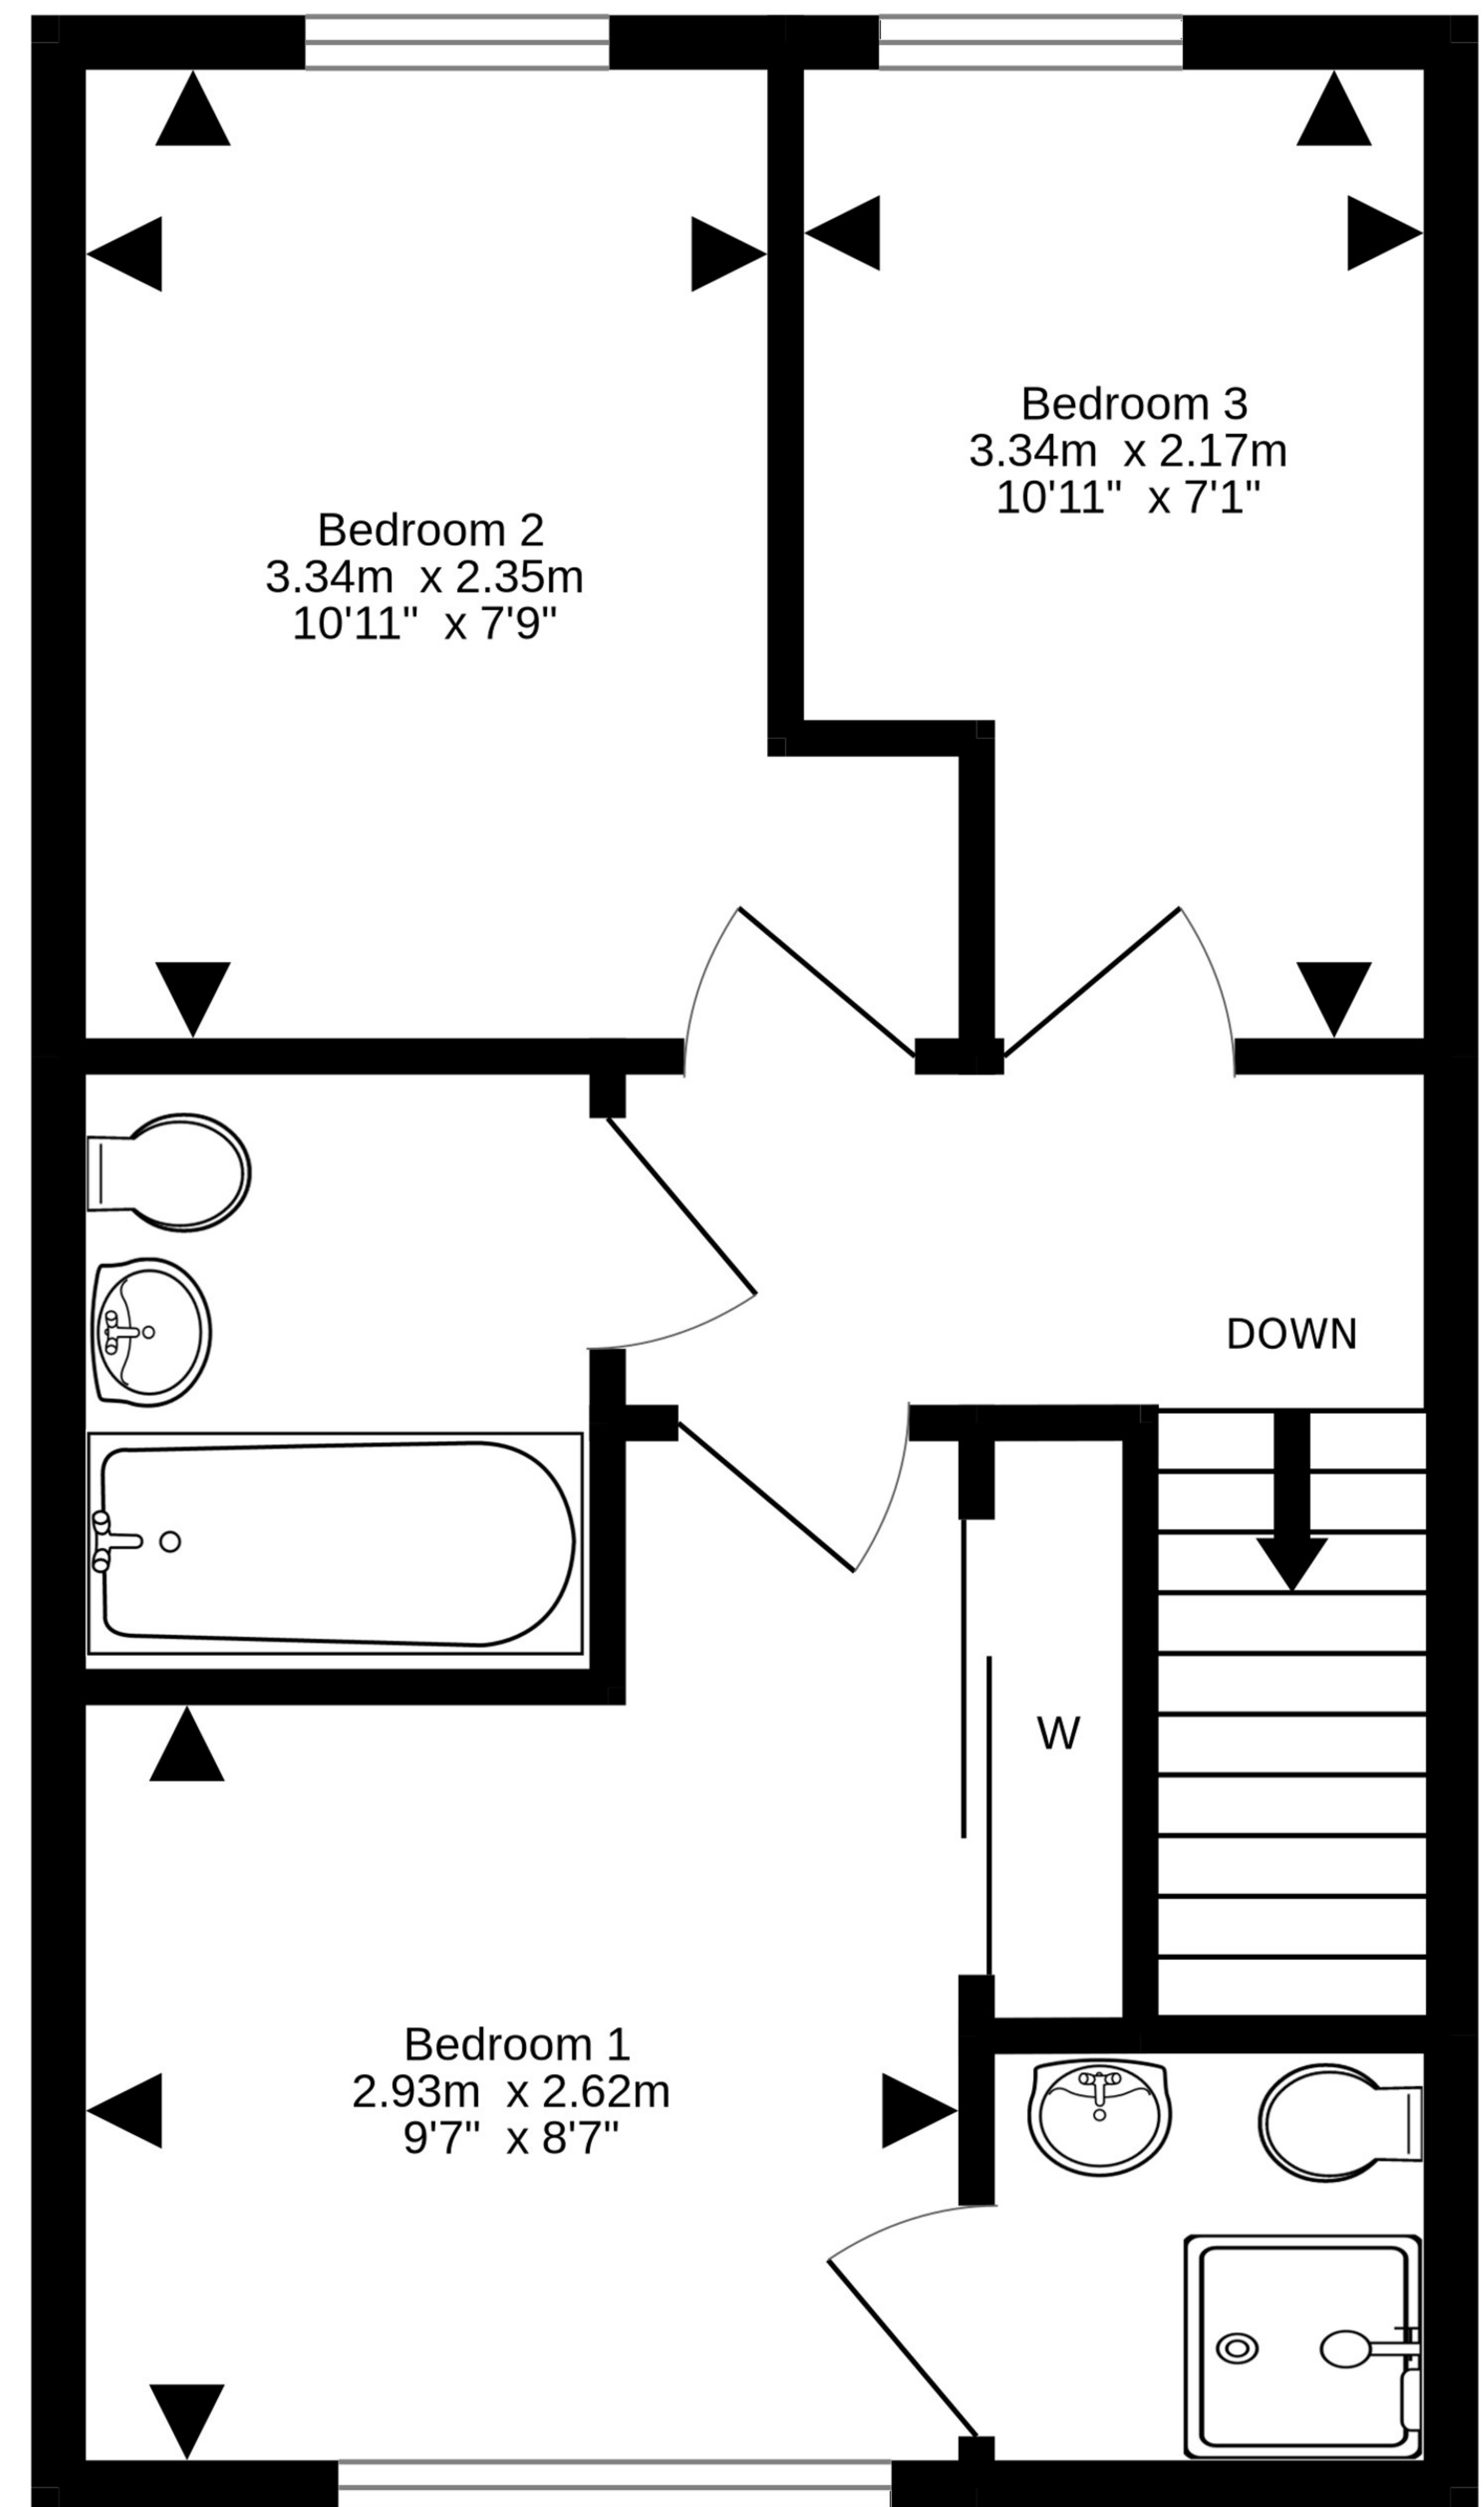 Bedroom 3
3.34m x 2.17m
10'11" x 7'1"
Bedroom 2
3.34m x 2.35m
10'11" x 7'9"
DOWN
W
Bedroom 1
2.93m x 2.62m
9'7" x 8'7"